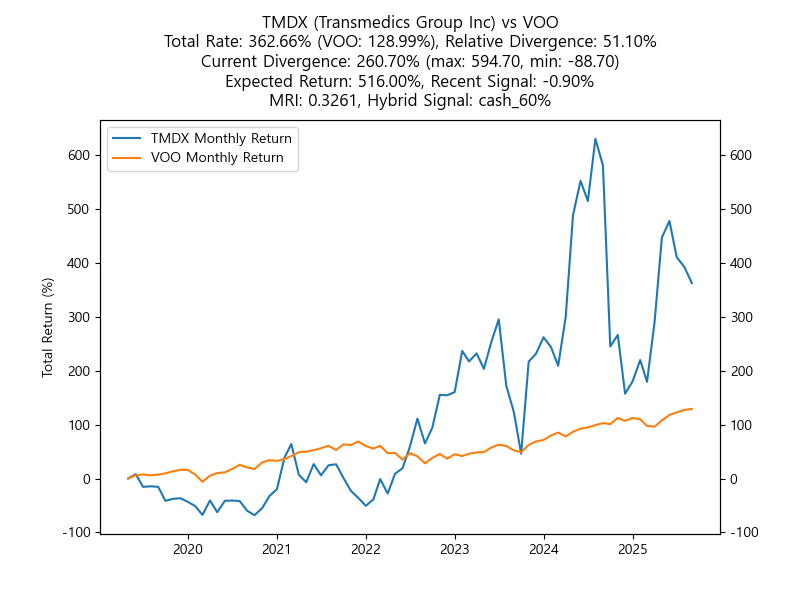 TMDX (Transmedics Group Inc) vs VOO
Total Rate: 362.66% (VOO: 128.99%), Relative Divergence: 51.10%
Current Divergence: 260.70% (max: 594.70, min: -88.70)
Expected Return: 516.00%, Recent Signal: -0.90%
MRI: 0.3261, Hybrid Signal: cash_60%
TMDX Monthly Return
VOO Monthly Return
Total Return (%)
600
500
400
300
200
100
0
-100
600
500
400
300
200
100
0
-100
2020
2021
2022
2023
2024
2025